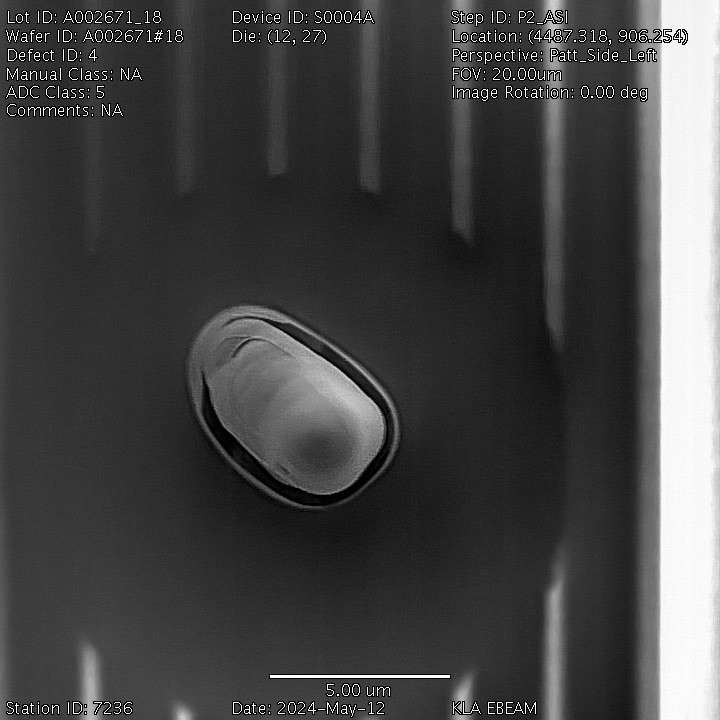 Lot ID: A002671_18
Wafer ID: A002671#18
Defect ID: 4
Manual Class: NA
ADC Class: 5
Comments: NA
Device ID: S0004A
Die: (12, 27)
Step ID: P2_ASI
Location: (4487.318, 906.254)
Perspective: Patt_Side_Left
FOV: 20.00um
Image Rotation: 0.00 deg
5.00 um
Station ID: 7236
Date: 2024-May-12
KLA EBEAM